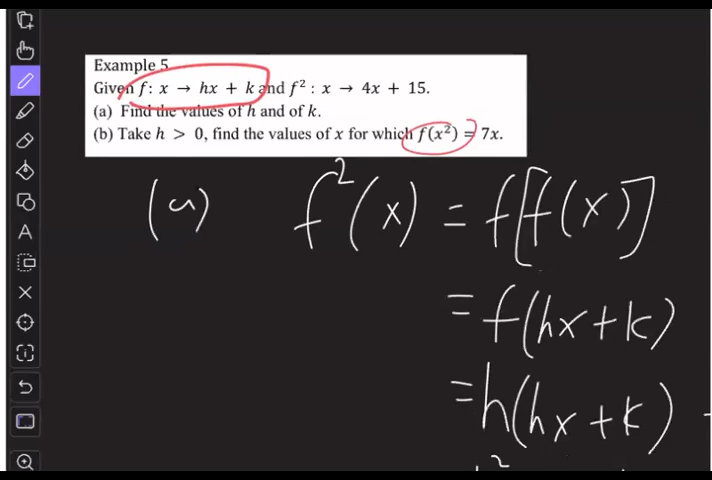 Example 5
Given f: x → hx + k and f² : x → 4x + 15.
(a) Find the values of h and of k.
(b) Take h > 0, find the values of x for which f(x²) = 7x.
(a) f²(x) = f[f(x)]
= f(hx+k)
= h(hx+k)